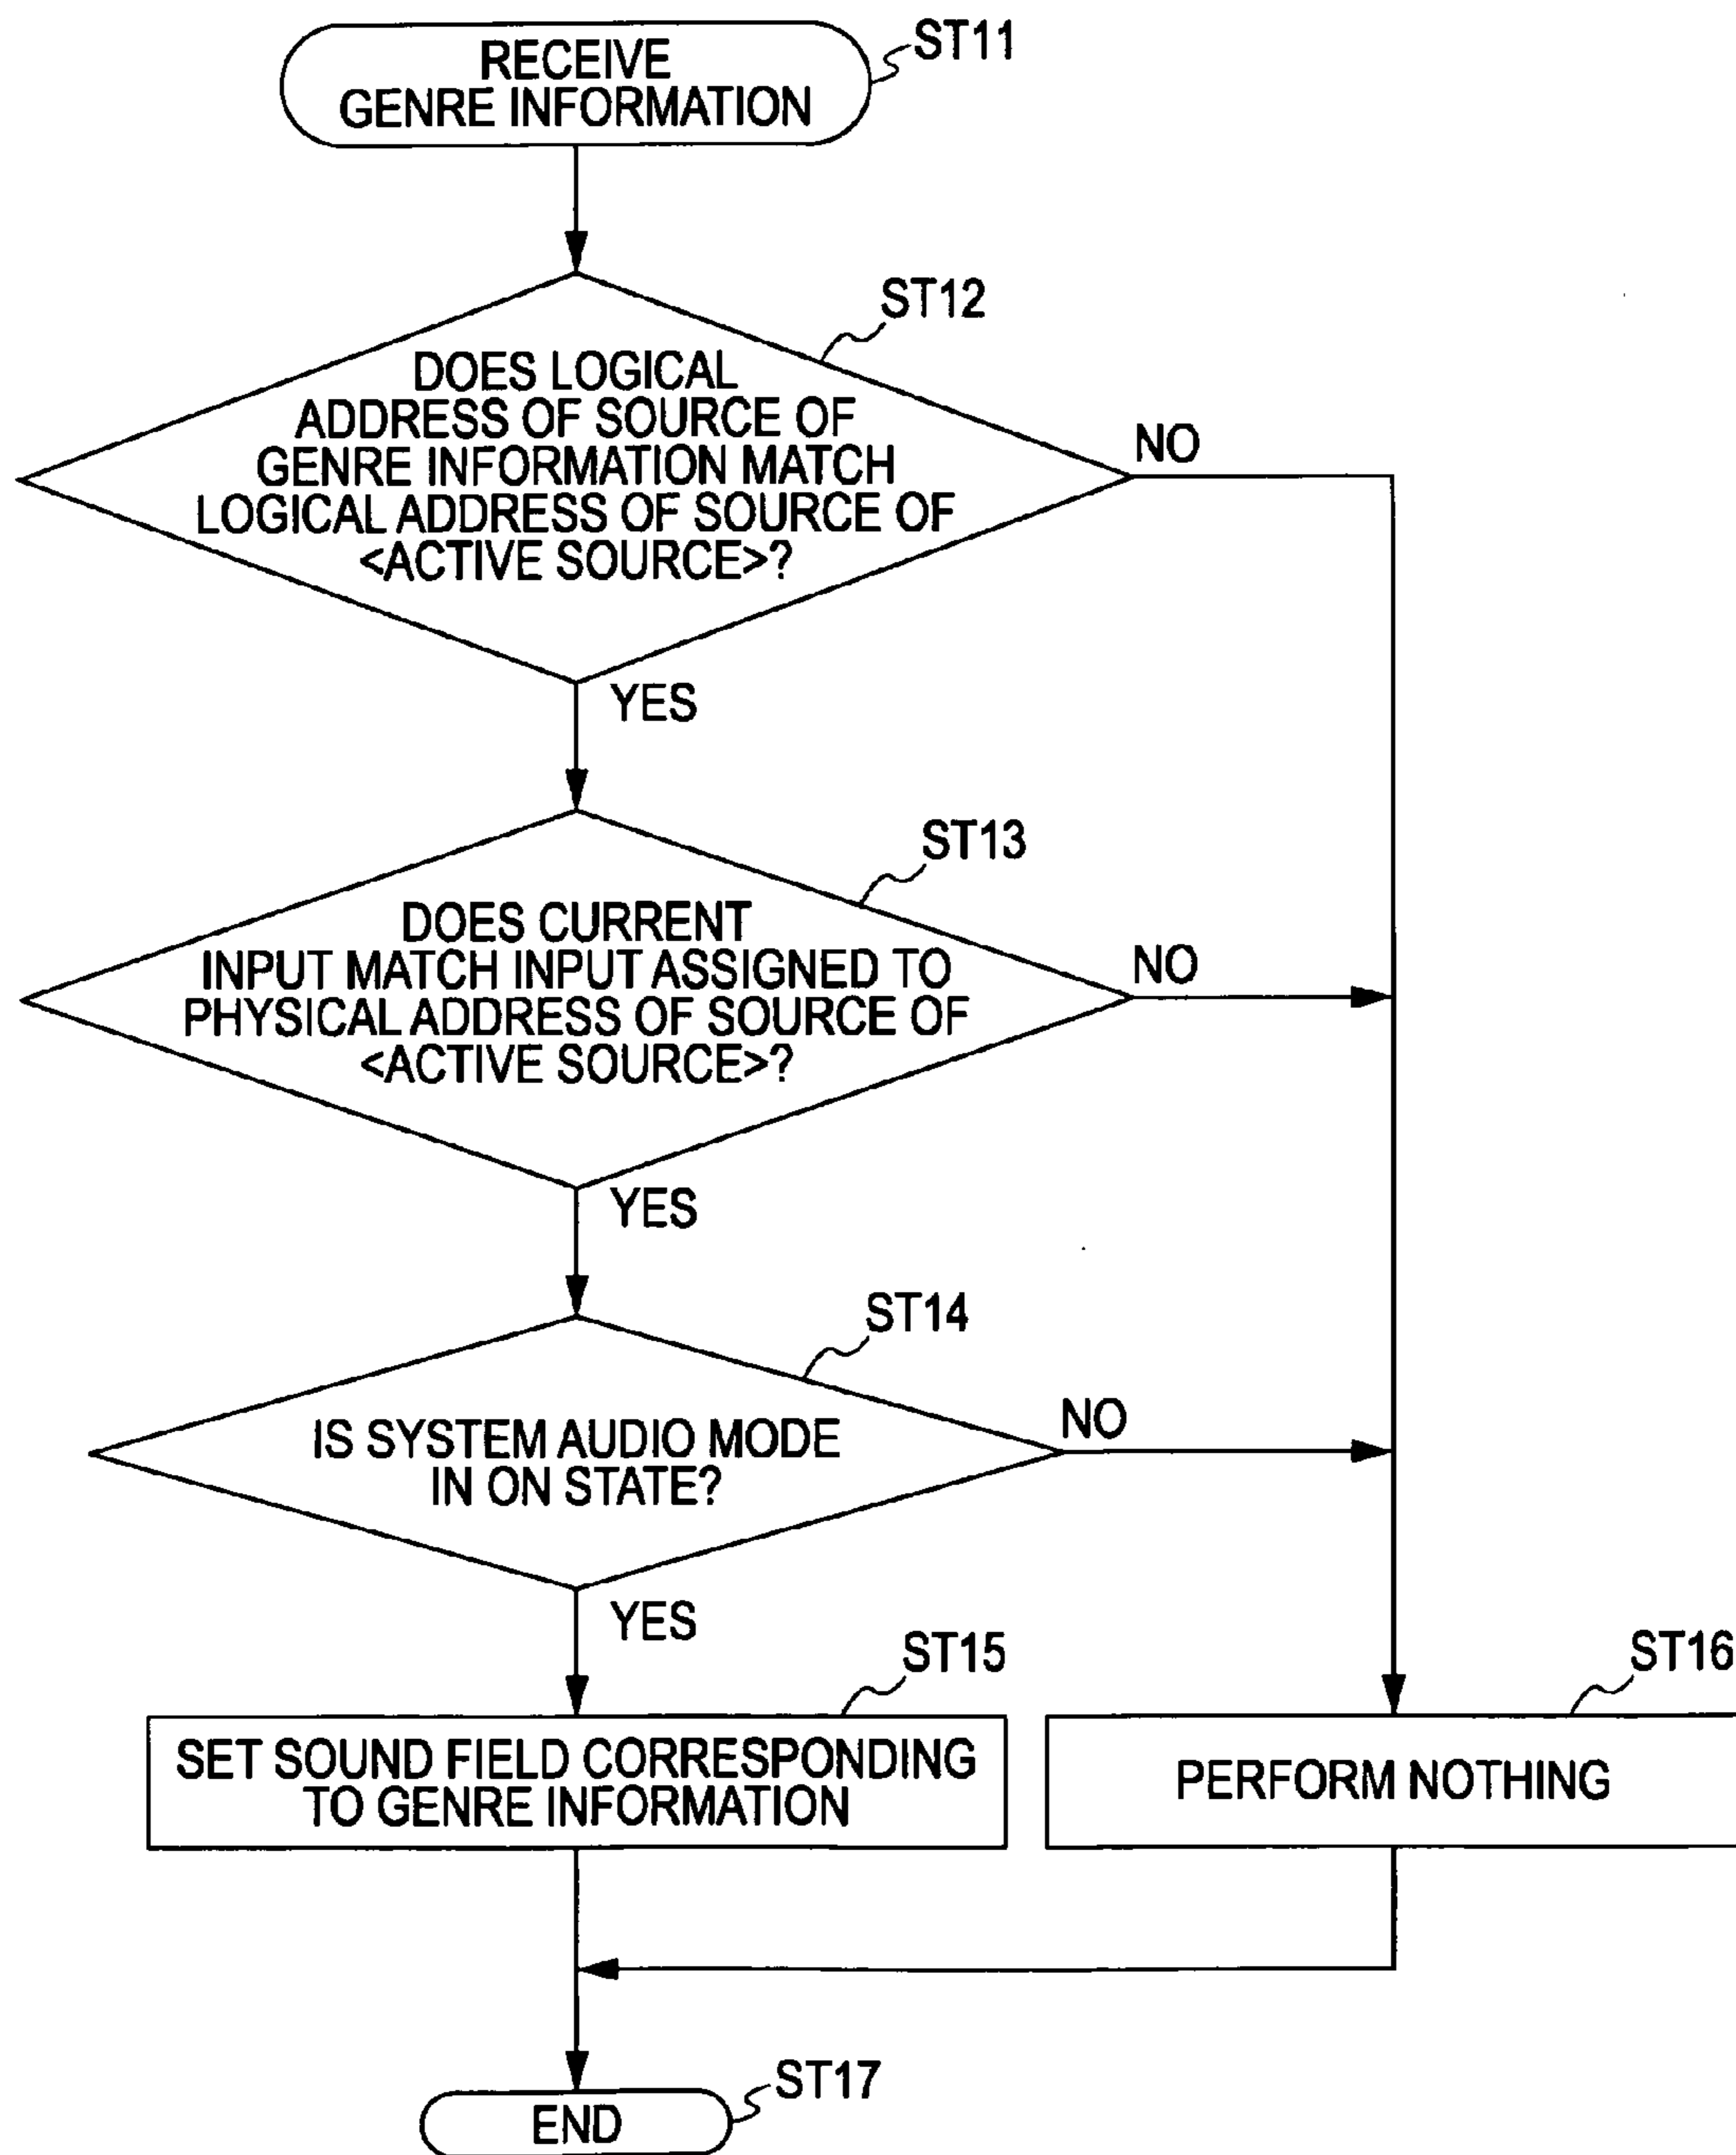 RECEIVE
GENRE INFORMATION
ST11
ST12
DOES LOGICAL
ADDRESS OF SOURCE OF
GENRE INFORMATION MATCH
LOGICAL ADDRESS OF SOURCE OF
<ACTIVE SOURCE>?
NO
YES
ST13
DOES CURRENT
INPUT MATCH INPUT ASSIGNED TO
PHYSICAL ADDRESS OF SOURCE OF
<ACTIVE SOURCE>?
NO
YES
ST14
IS SYSTEM AUDIO MODE
IN ON STATE?
NO
YES
ST15
SET SOUND FIELD CORRESPONDING
TO GENRE INFORMATION
ST16
PERFORM NOTHING
ST17
END